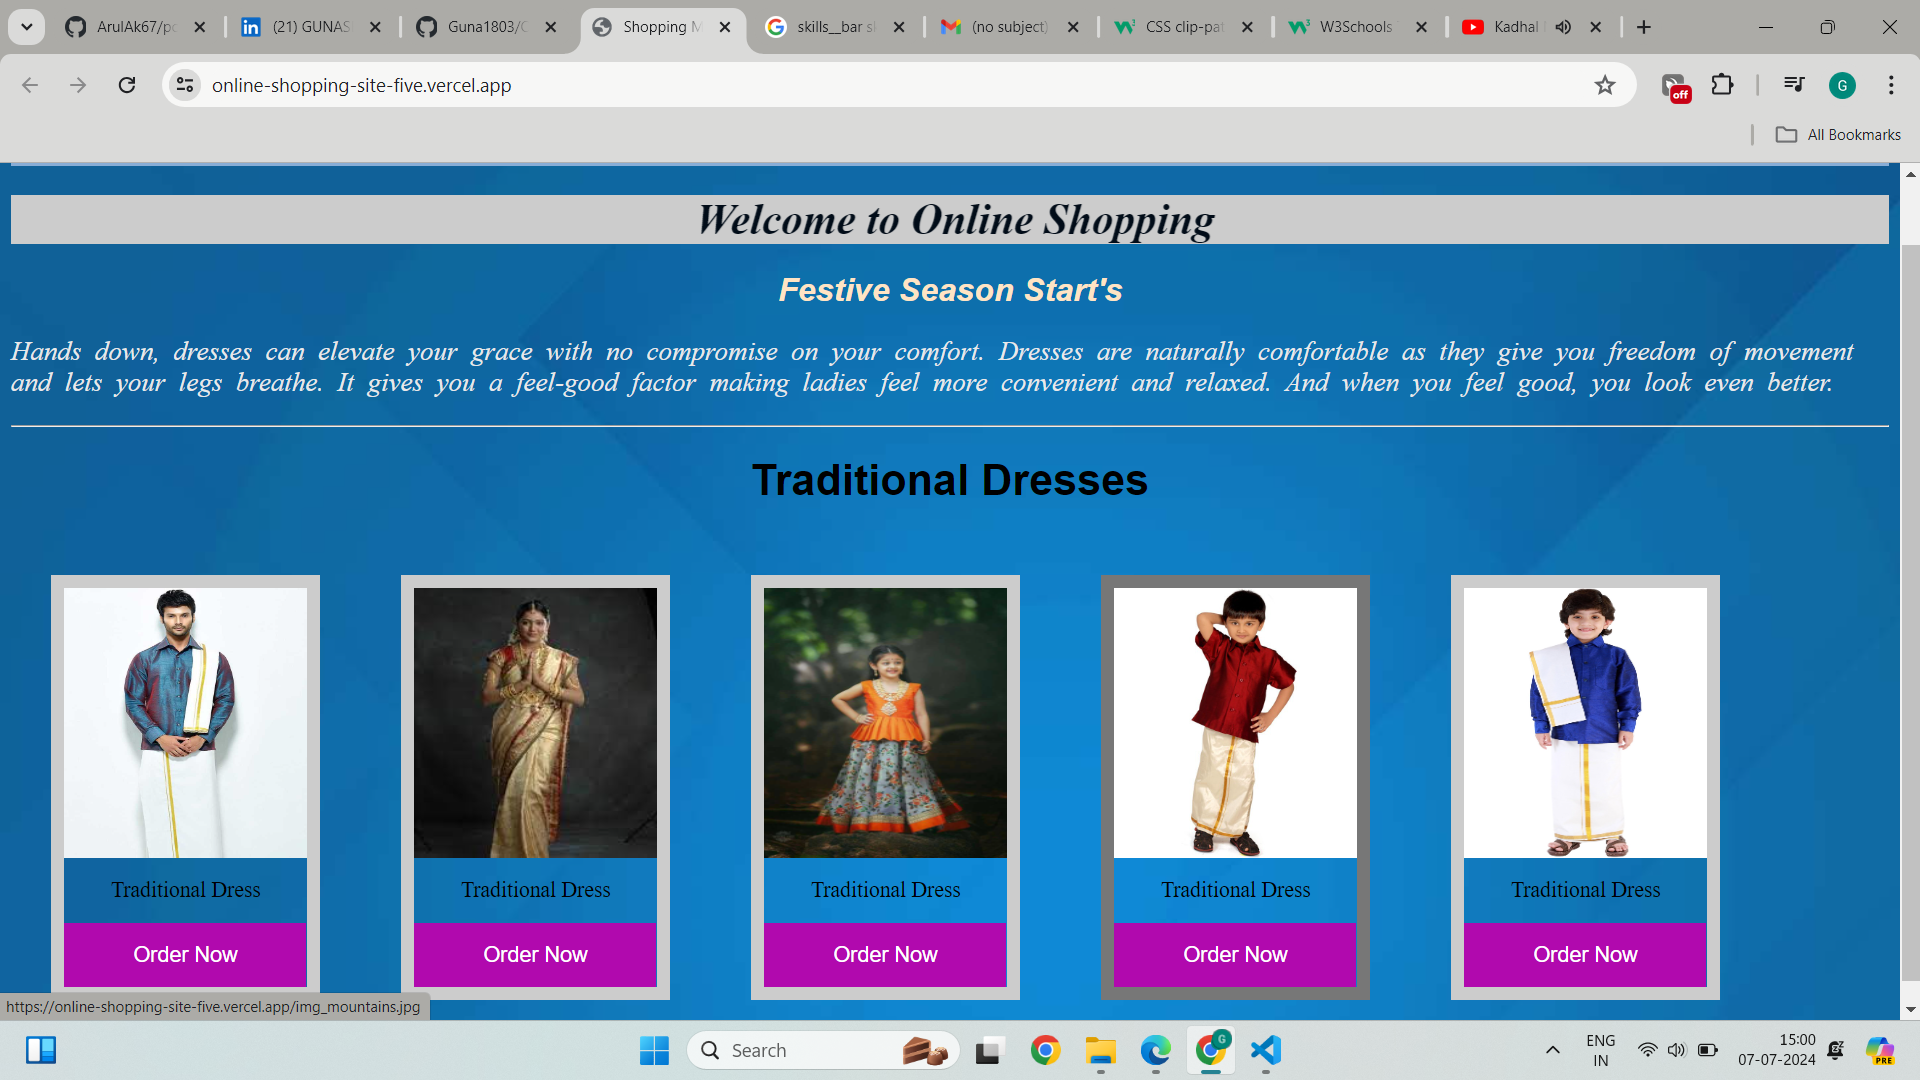 ArulAk67/po
(21) GUNAS
Guna1803/
Shopping M
skills__bar sk
(no subject)
CSS clip-pat
W3Schools
Kadhal
online-shopping-site-five.vercel.app
off
G
All Bookmarks
Welcome to Online Shopping
Festive Season Start's
Hands down, dresses can elevate your grace with no compromise on your comfort. Dresses are naturally comfortable as they give you freedom of movement
and lets your legs breathe. It gives you a feel-good factor making ladies feel more convenient and relaxed. And when you feel good, you look even better.
Traditional Dresses
Traditional Dress
Traditional Dress
Traditional Dress
Traditional Dress
Traditional Dress
Order Now
Order Now
Order Now
Order Now
Order Now
https://online-shopping-site-five.vercel.app/img_mountains.jpg
Search
G
ENG
IN
15:00
07-07-2024
PRE